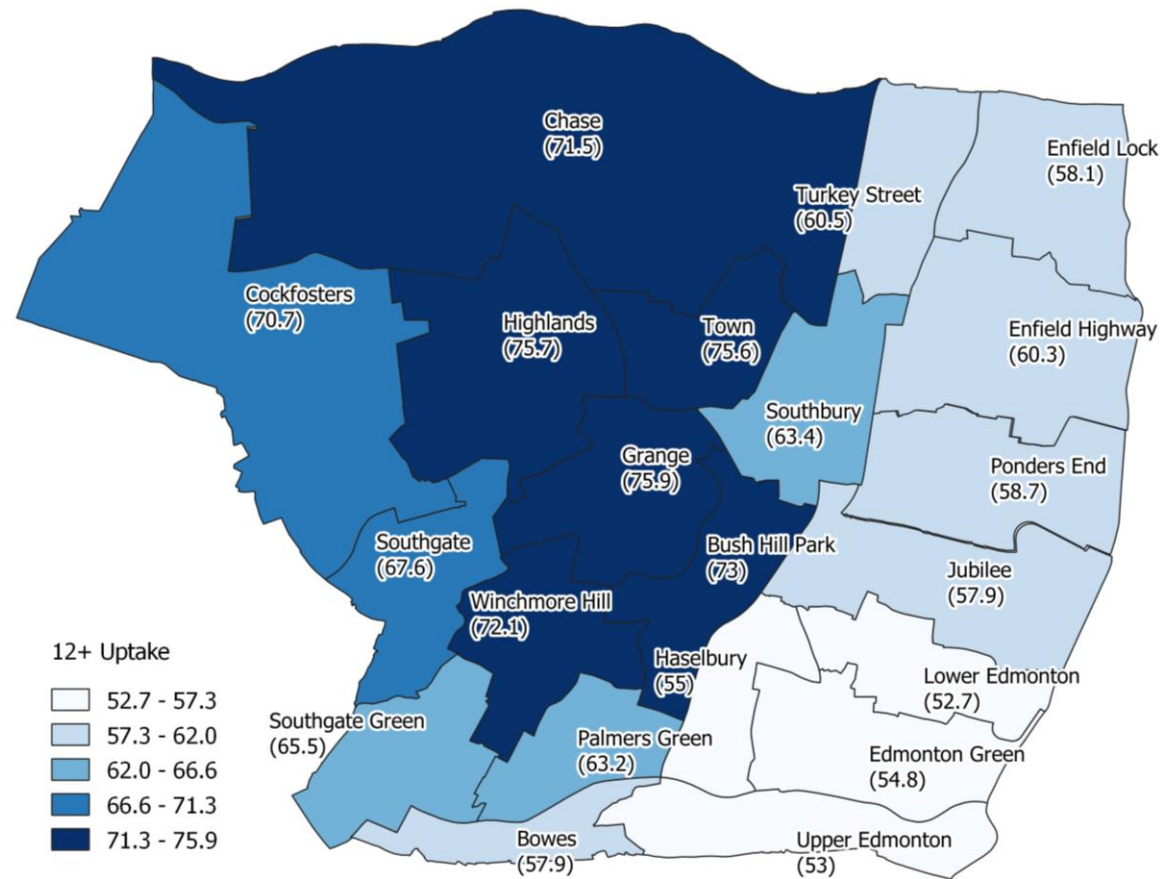 Chase
(71.5)
Enfield Lock
(58.1)
Turkey Street
(60.5)
Cockfosters
(70.7)
Highlands
(75.7)
Town
(75.6)
Enfield Highway
(60.3)
Southbury
(63.4)
Grange
(75.9)
Ponders End
(58.7)
Southgate
(67.6)
Bush Hill Park
(73)
Jubilee
(57.9)
Winchmore Hill
(72.1)
Haselbury
(55)
Lower Edmonton
(52.7)
Southgate Green
(65.5)
Palmers Green
(63.2)
Edmonton Green
(54.8)
Bowes
(57.9)
Upper Edmonton
(53)
12+ Uptake
52.7 - 57.3
57.3 - 62.0
62.0 - 66.6
66.6 - 71.3
71.3 - 75.9